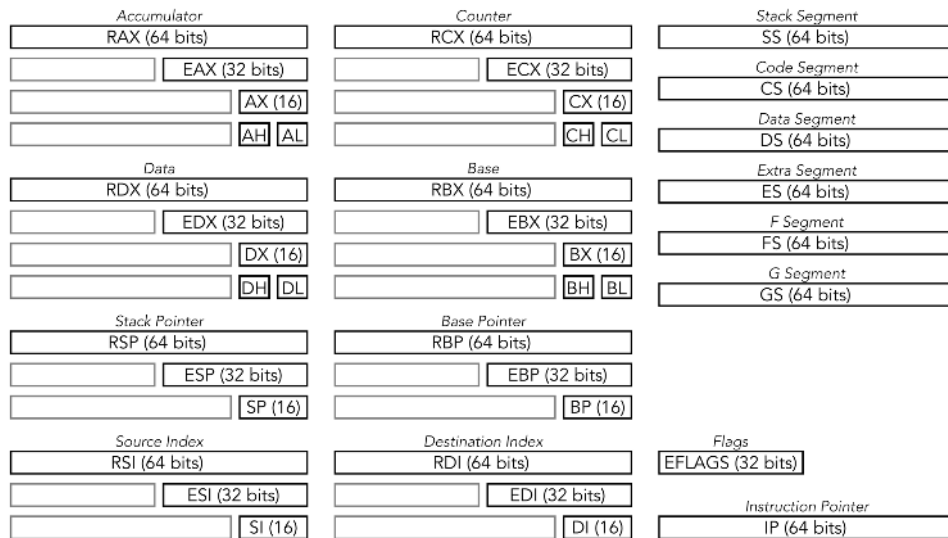 Accumulator
RAX (64 bits)
EAX (32 bits)
AX (16)
AH AL
Counter
RCX (64 bits)
ECX (32 bits)
CX (16)
CH CL
Stack Segment
SS (64 bits)
Code Segment
CS (64 bits)
Data Segment
DS (64 bits)
Extra Segment
ES (64 bits)
F Segment
FS (64 bits)
G Segment
GS (64 bits)
Data
RDX (64 bits)
EDX (32 bits)
DX (16)
DH DL
Base
RBX (64 bits)
EBX (32 bits)
BX (16)
BH BL
Stack Pointer
RSP (64 bits)
ESP (32 bits)
SP (16)
Base Pointer
RBP (64 bits)
EBP (32 bits)
BP (16)
Source Index
RSI (64 bits)
ESI (32 bits)
SI (16)
Destination Index
RDI (64 bits)
EDI (32 bits)
DI (16)
Flags
EFLAGS (32 bits)
Instruction Pointer
IP (64 bits)